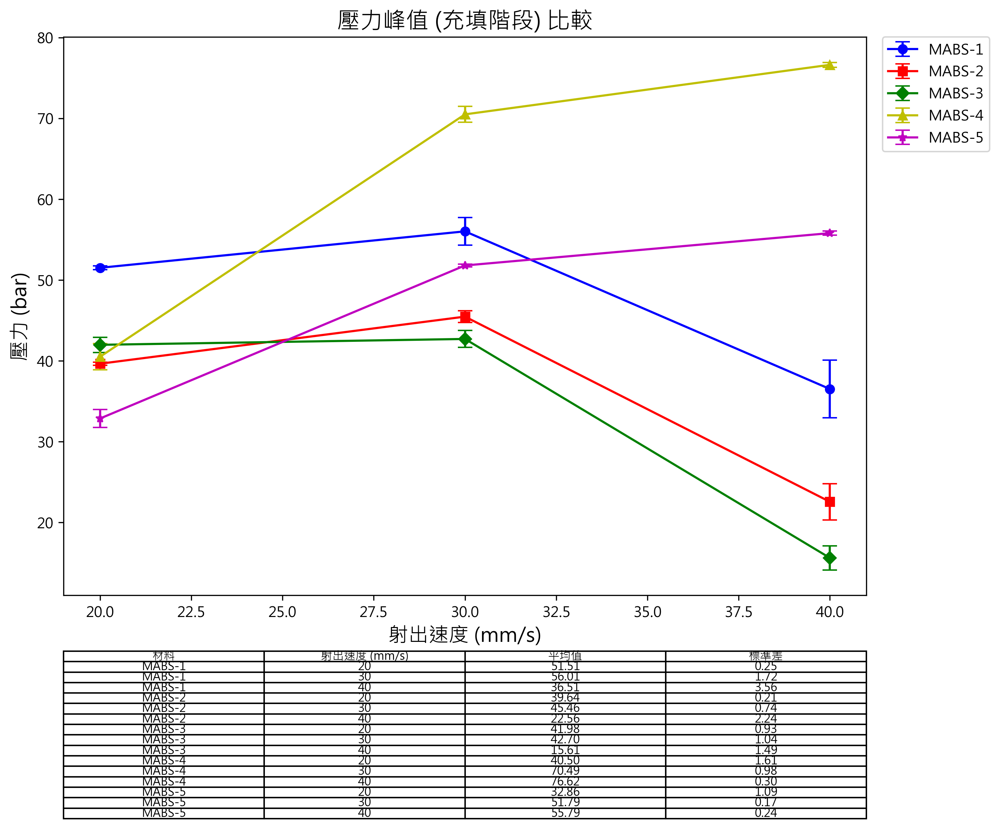 壓力峰值 (充填階段) 比較
80
70
60
50
40
30
20
壓力 (bar)
MABS-1
MABS-2
MABS-3
MABS-4
MABS-5
20.0 22.5 25.0 27.5 30.0 32.5 35.0 37.5 40.0
射出速度 (mm/s)
材料 射出速度 (mm/s) 平均值 標準差
MABS-1 20 51.51 0.25
MABS-1 30 56.01 1.72
MABS-1 40 36.51 3.56
MABS-2 20 39.64 0.21
MABS-2 30 45.46 0.74
MABS-2 40 22.56 2.24
MABS-3 20 41.98 0.93
MABS-3 30 42.70 1.04
MABS-3 40 15.61 1.49
MABS-4 20 40.50 1.61
MABS-4 30 70.49 0.98
MABS-4 40 76.62 0.30
MABS-5 20 32.86 1.09
MABS-5 30 51.79 0.17
MABS-5 40 55.79 0.24